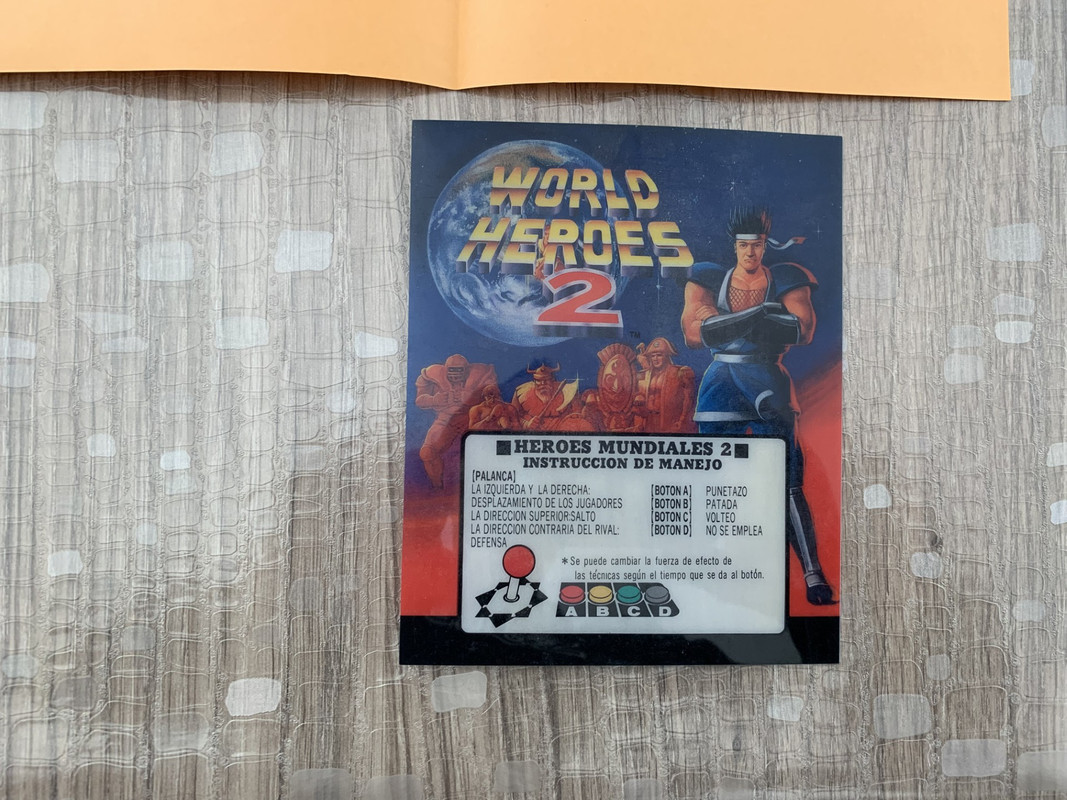 WORLD
HEROES
2
TM
■HEROES MUNDIALES 2■
INSTRUCCION DE MANEJO
[PALANCA]
LA IZQUIERDA Y LA DERECHA:
DESPLAZAMIENTO DE LOS JUGADORES
LA DIRECCION SUPERIOR:SALTO
LA DIRECCION CONTRARIA DEL RIVAL:
DEFENSA
[BOTON A] PUNETAZO
[BOTON B] PATADA
[BOTON C] VOLTEO
[BOTON D] NO SE EMPLEA
*Se puede cambiar la fuerza de efecto de
las técnicas según el tiempo que se da al botón.
A B C D